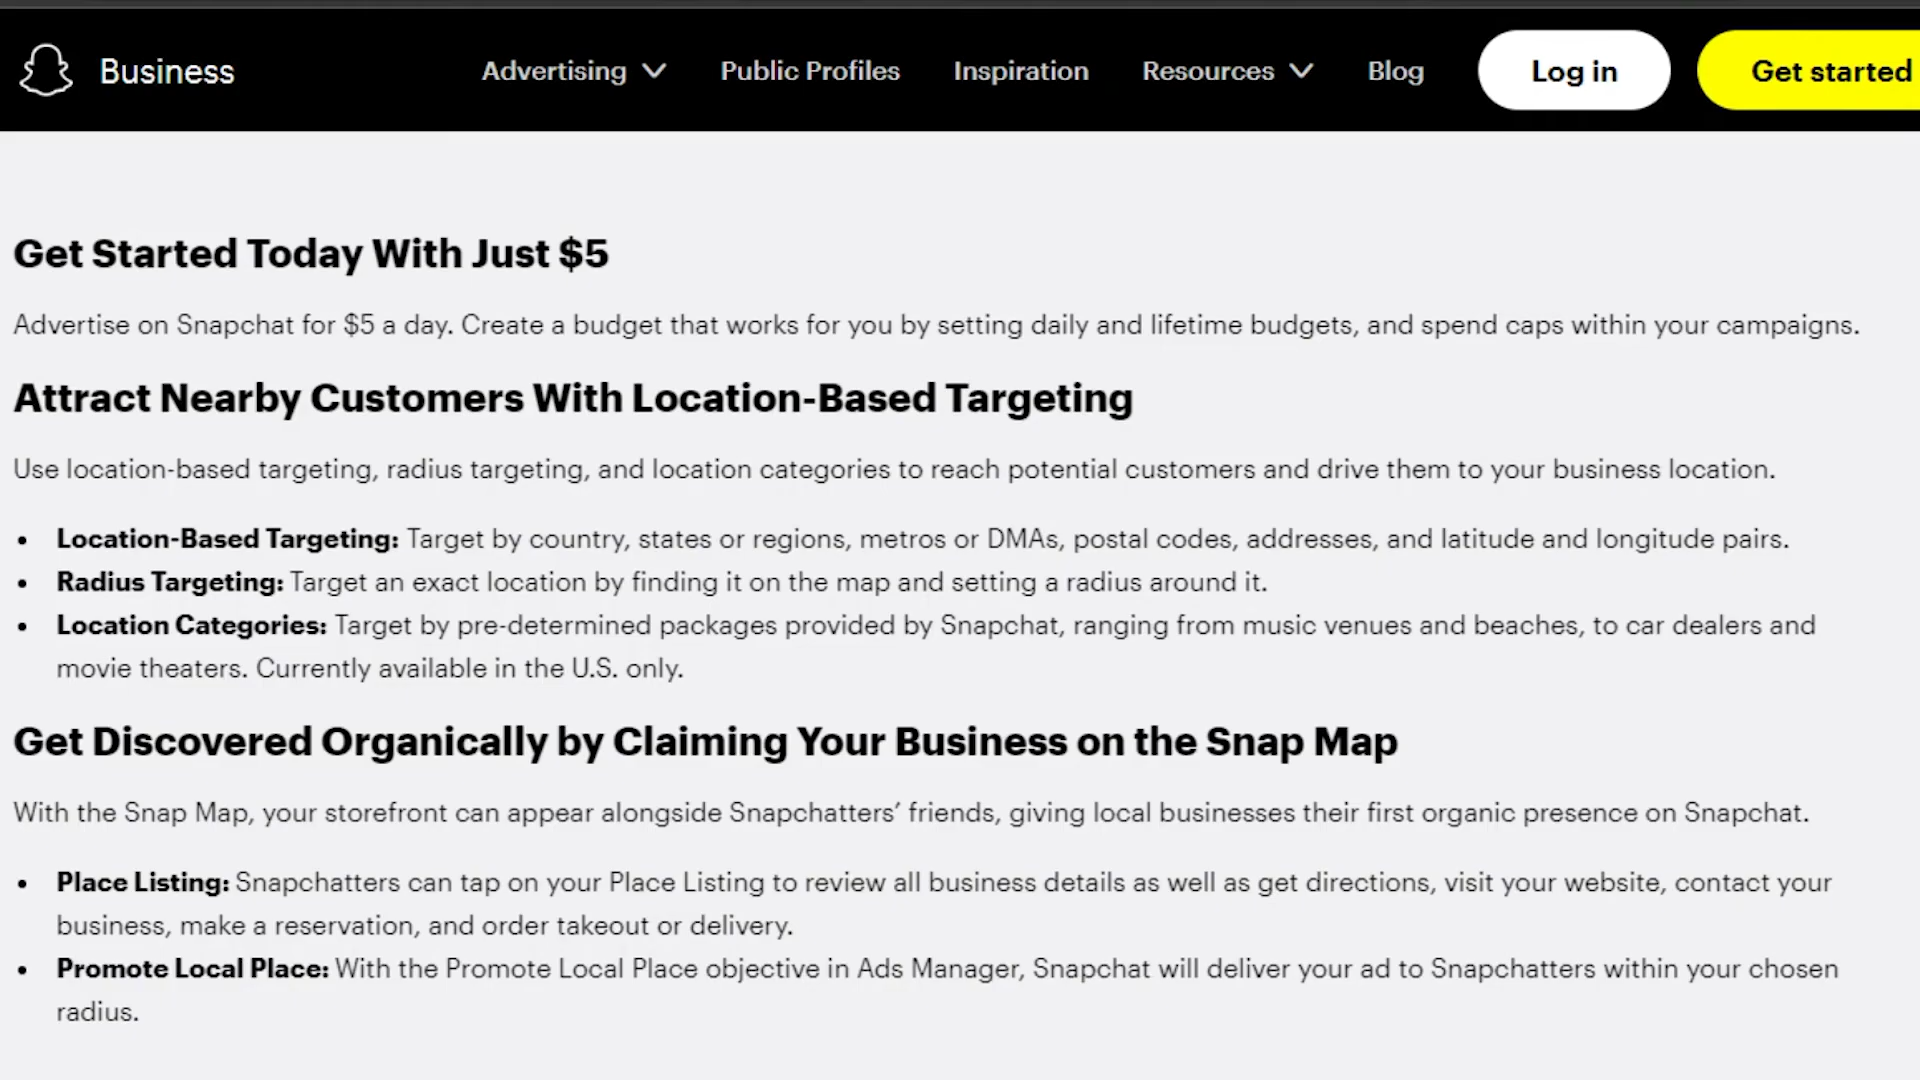 Business
Advertising
Public Profiles
Inspiration
Resources
Blog
Log in
Get started
Get Started Today With Just $5
Advertise on Snapchat for $5 a day. Create a budget that works for you by setting daily and lifetime budgets, and spend caps within your campaigns.
Attract Nearby Customers With Location-Based Targeting
Use location-based targeting, radius targeting, and location categories to reach potential customers and drive them to your business location.
• Location-Based Targeting: Target by country, states or regions, metros or DMAs, postal codes, addresses, and latitude and longitude pairs.
• Radius Targeting: Target an exact location by finding it on the map and setting a radius around it.
• Location Categories: Target by pre-determined packages provided by Snapchat, ranging from music venues and beaches, to car dealers and
movie theaters. Currently available in the U.S. only.
Get Discovered Organically by Claiming Your Business on the Snap Map
With the Snap Map, your storefront can appear alongside Snapchatters’ friends, giving local businesses their first organic presence on Snapchat.
• Place Listing: Snapchatters can tap on your Place Listing to review all business details as well as get directions, visit your website, contact your
business, make a reservation, and order takeout or delivery.
• Promote Local Place: With the Promote Local Place objective in Ads Manager, Snapchat will deliver your ad to Snapchatters within your chosen
radius.